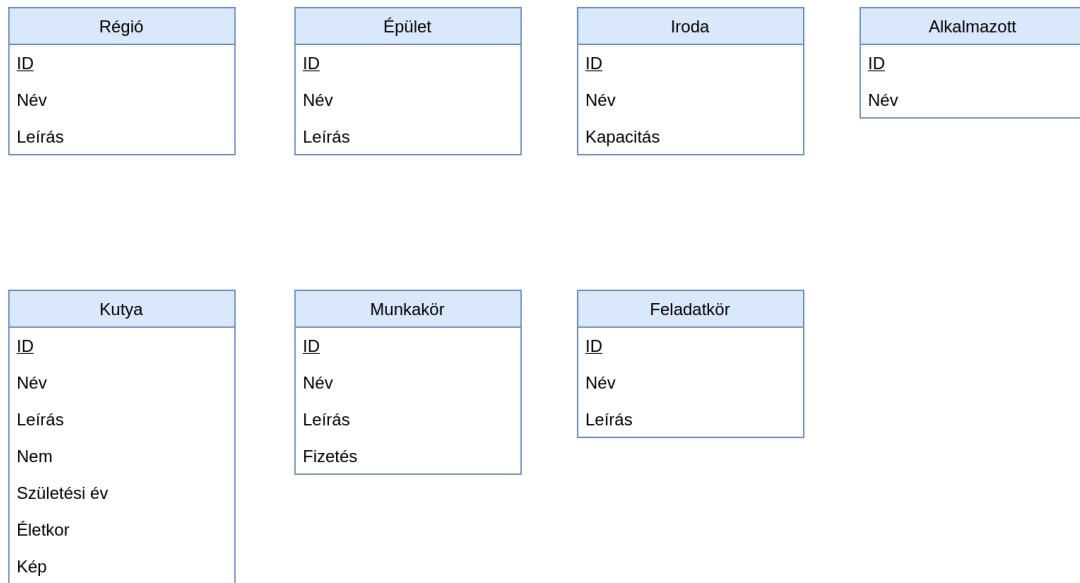 Régió
ID
Név
Leírás
Épület
ID
Név
Leírás
Iroda
ID
Név
Kapacitás
Alkalmazott
ID
Név
Kutya
ID
Név
Leírás
Nem
Születési év
Életkor
Kép
Munkakör
ID
Név
Leírás
Fizetés
Feladatkör
ID
Név
Leírás